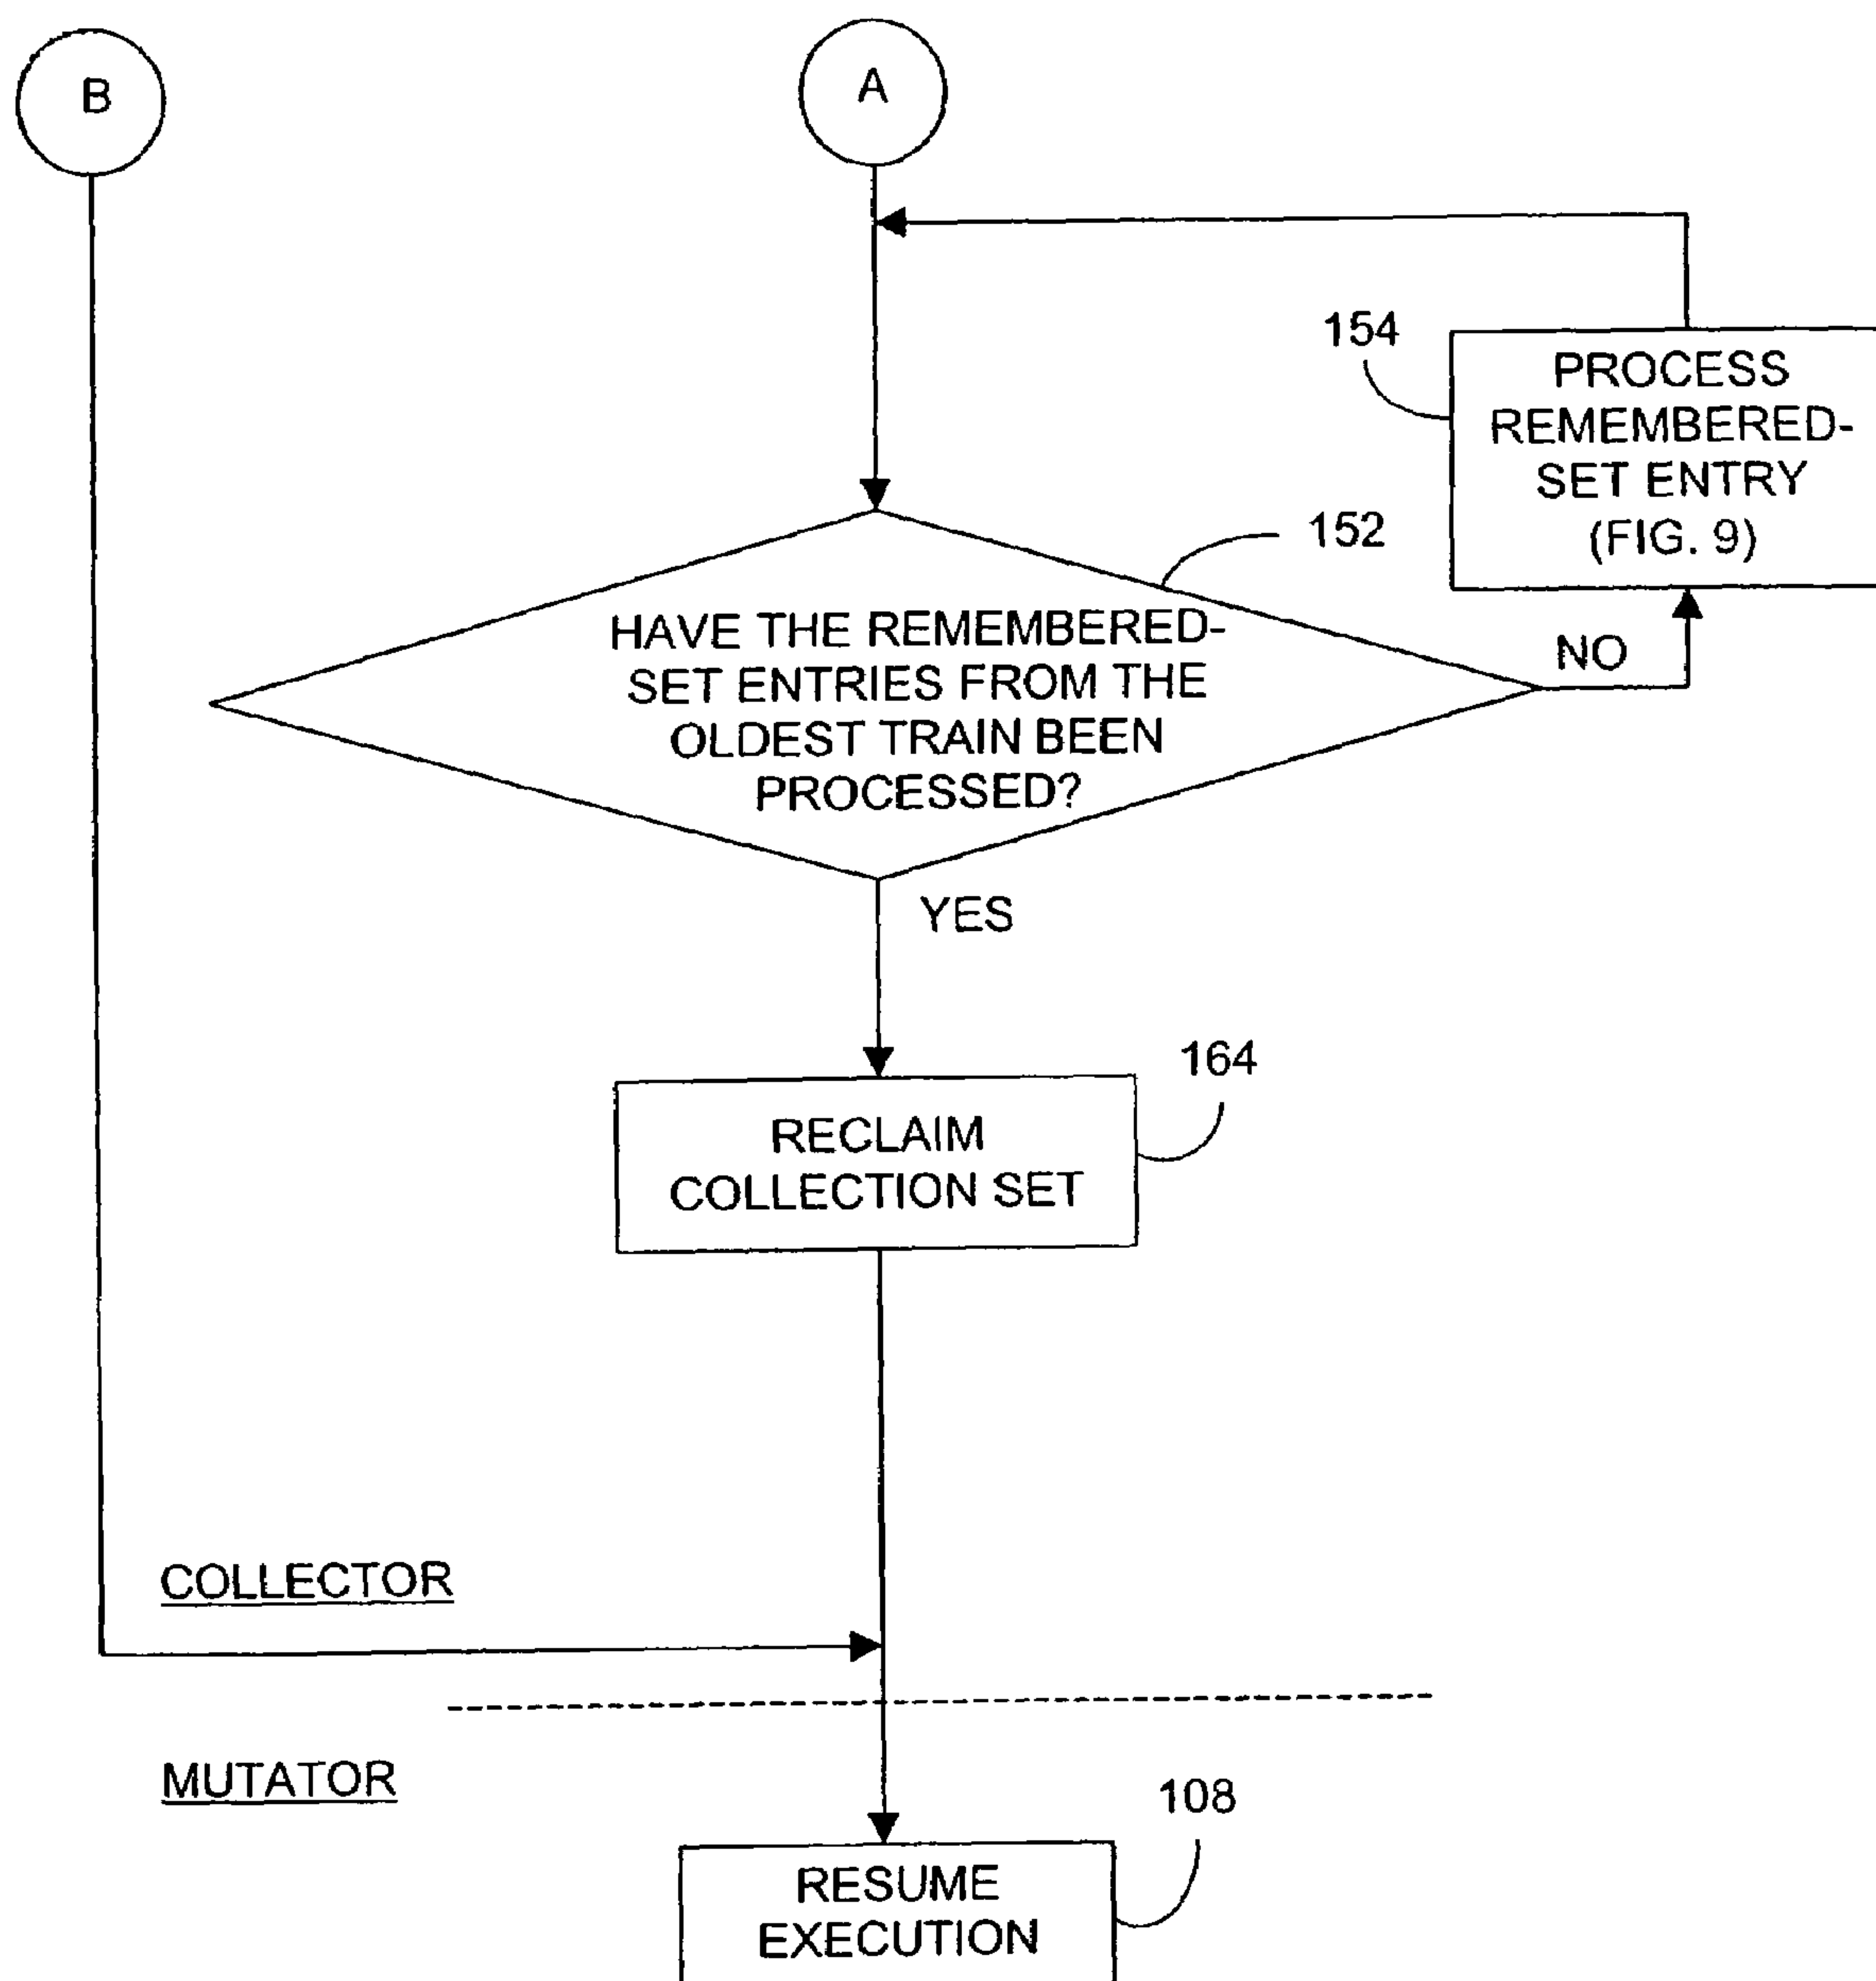 B
A
154
PROCESS
REMEMBERED-
SET ENTRY
(FIG. 9)
152
HAVE THE REMEMBERED-
SET ENTRIES FROM THE
OLDEST TRAIN BEEN
PROCESSED?
NO
YES
164
RECLAIM
COLLECTION SET
COLLECTOR
MUTATOR
108
RESUME
EXECUTION